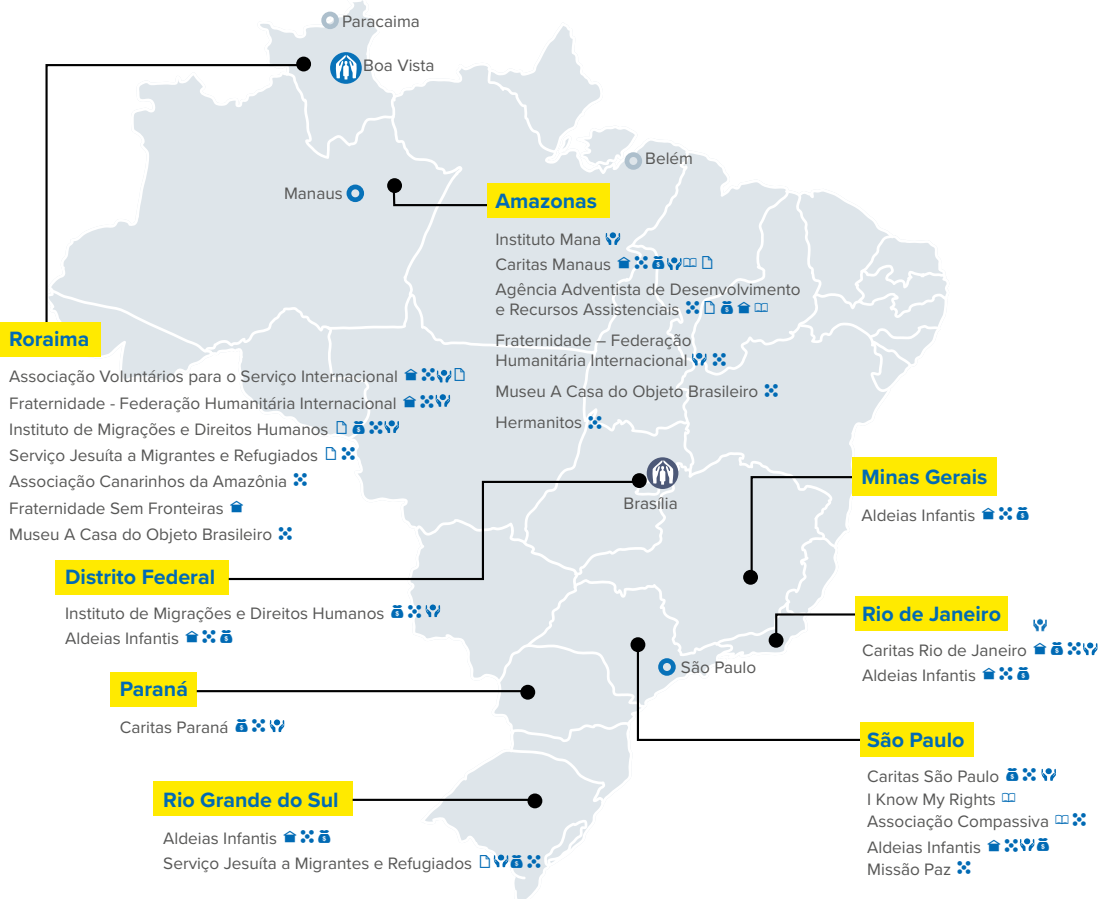 Paracaima
Boa Vista
Belém
Manaus
Amazonas
Instituto Mana
Caritas Manaus
Agência Adventista de Desenvolvimento
e Recursos Assistenciais
Fraternidade – Federação
Humanitária Internacional
Museu A Casa do Objeto Brasileiro
Hermanitos
Roraima
Associação Voluntários para o Serviço Internacional
Fraternidade - Federação Humanitária Internacional
Instituto de Migrações e Direitos Humanos
Serviço Jesuíta a Migrantes e Refugiados
Associação Canarinhos da Amazônia
Fraternidade Sem Fronteiras
Museu A Casa do Objeto Brasileiro
Brasília
Minas Gerais
Aldeias Infantis
Distrito Federal
Instituto de Migrações e Direitos Humanos
Aldeias Infantis
Rio de Janeiro
Caritas Rio de Janeiro
Aldeias Infantis
São Paulo
Paraná
Caritas Paraná
São Paulo
Caritas São Paulo
I Know My Rights
Associação Compassiva
Aldeias Infantis
Missão Paz
Rio Grande do Sul
Aldeias Infantis
Serviço Jesuíta a Migrantes e Refugiados